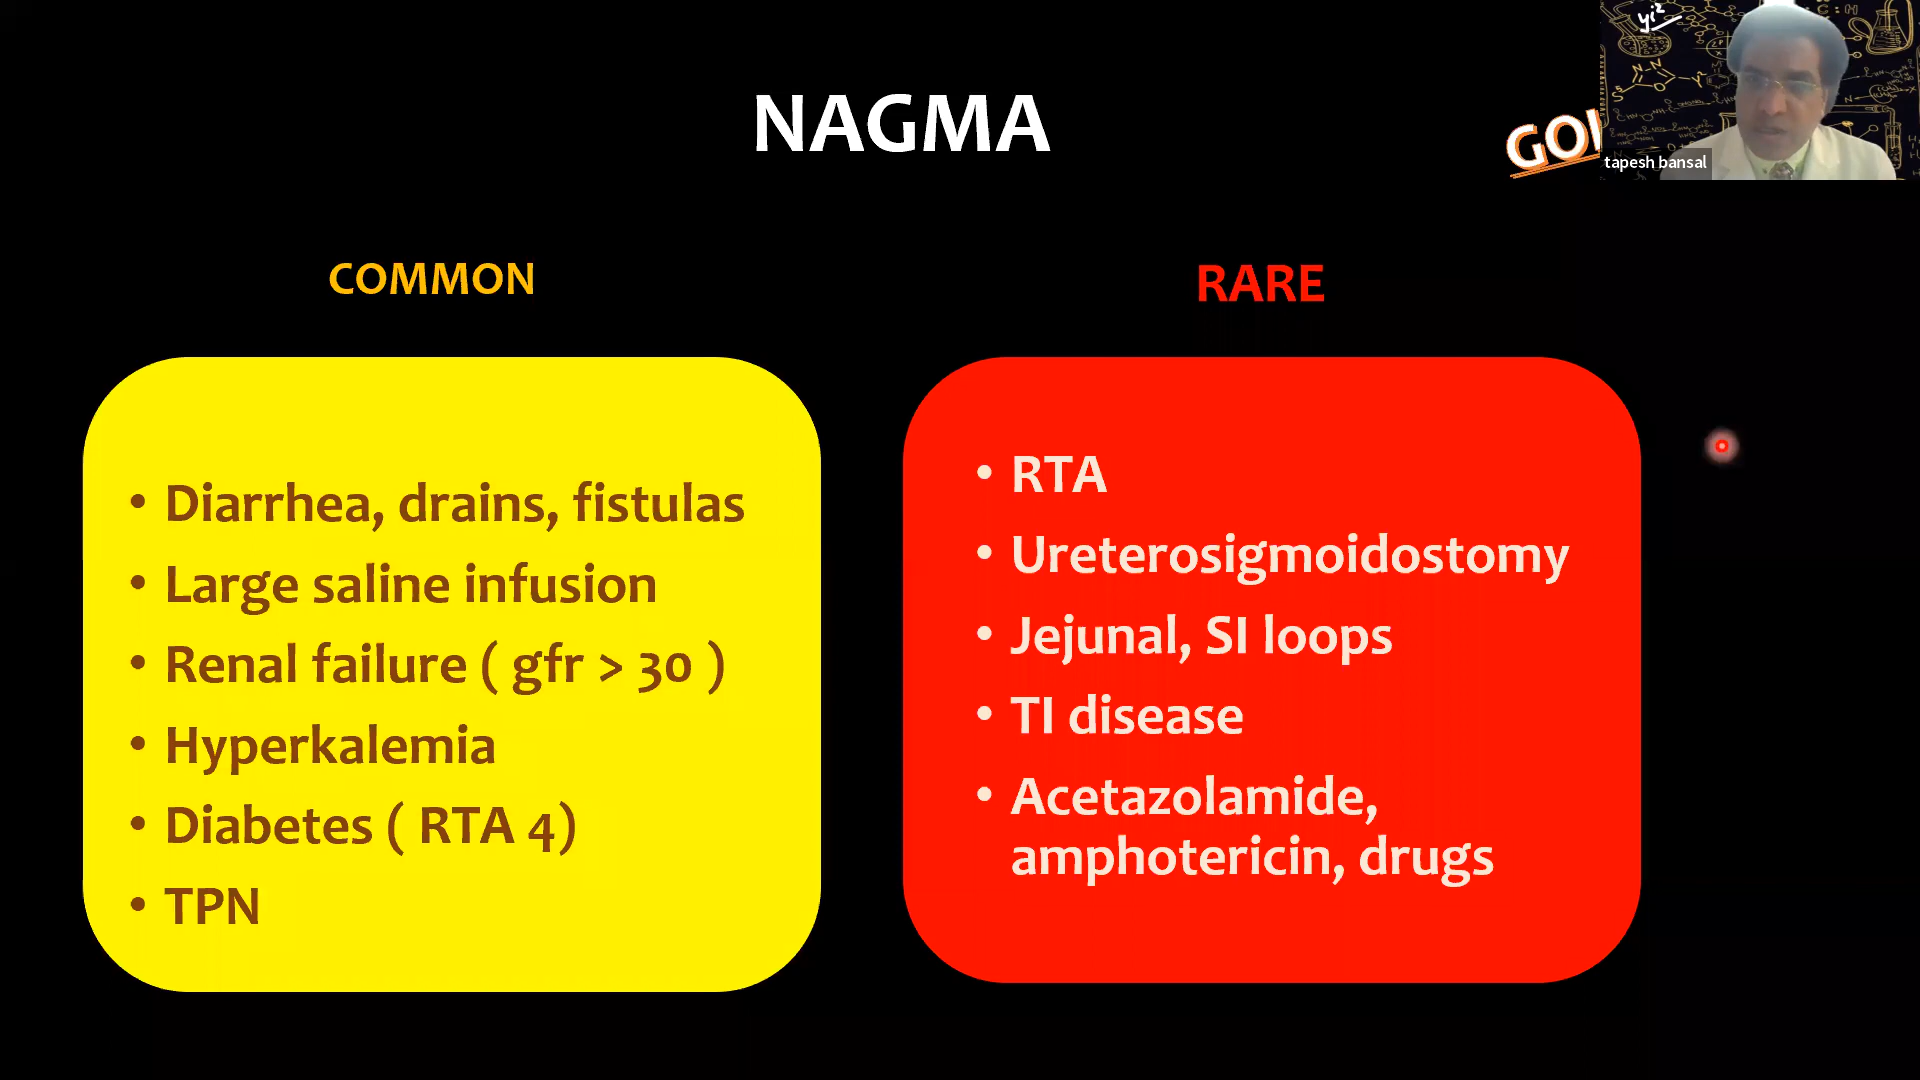 NAGMA
tapesh bansal
COMMON
RARE
• Diarrhea, drains, fistulas
• Large saline infusion
• Renal failure ( gfr > 30 )
• Hyperkalemia
• Diabetes ( RTA 4)
• TPN
• RTA
• Ureterosigmoidostomy
• Jejunal, SI loops
• TI disease
• Acetazolamide,
amphotericin, drugs